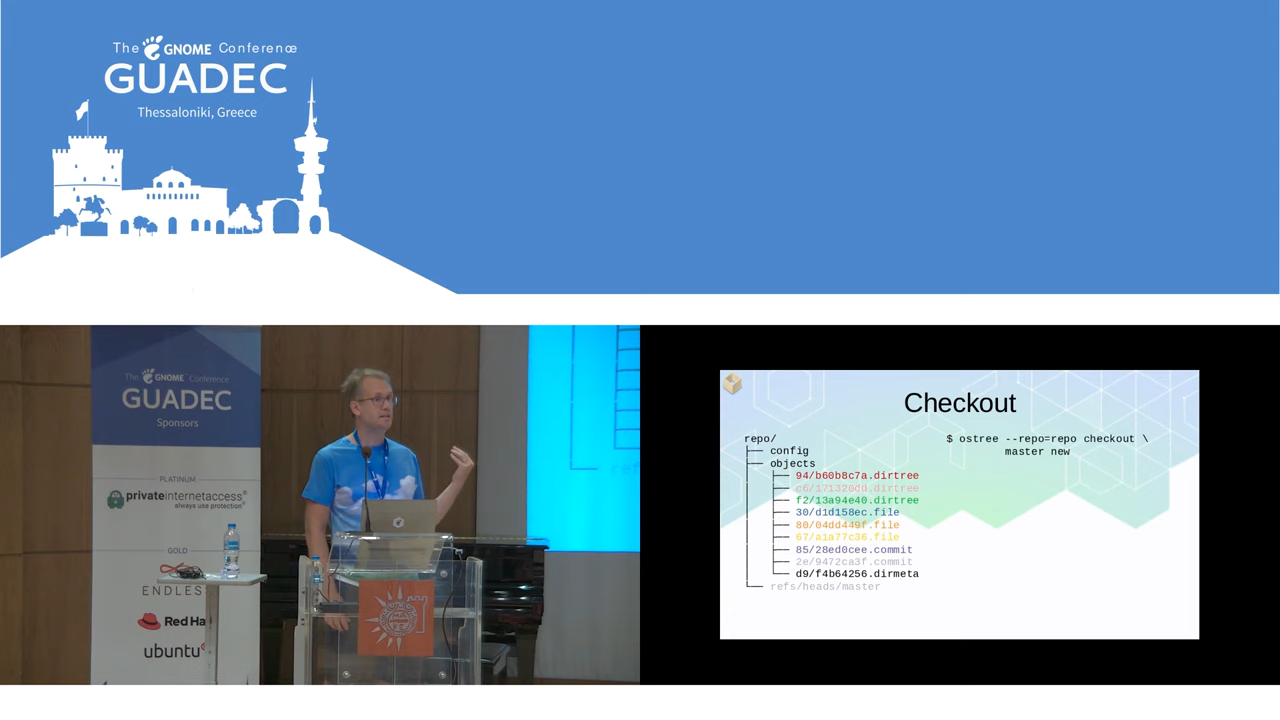 The GNOME Conference
GUADEC
Thessaloniki, Greece
The GNOME Conference
GUADEC
Sponsors
PLATINUM
privateinternetaccess®
always use protection®
GOLD
ENDLESS
Red Ha
ubuntu
Checkout
repo/
├── config
├── objects
│   ├── 94/b60b8c7a.dirtree
│   ├── c6/171320dd.dirtree
│   ├── f2/13a94e40.dirtree
│   ├── 30/d1d158ec.file
│   ├── 80/04dd449f.file
│   ├── 67/a1a77c36.file
│   ├── 85/28ed0cee.commit
│   ├── 2e/9472ca3f.commit
│   └── d9/f4b64256.dirmeta
└── refs/heads/master
$ ostree --repo=repo checkout \
master new